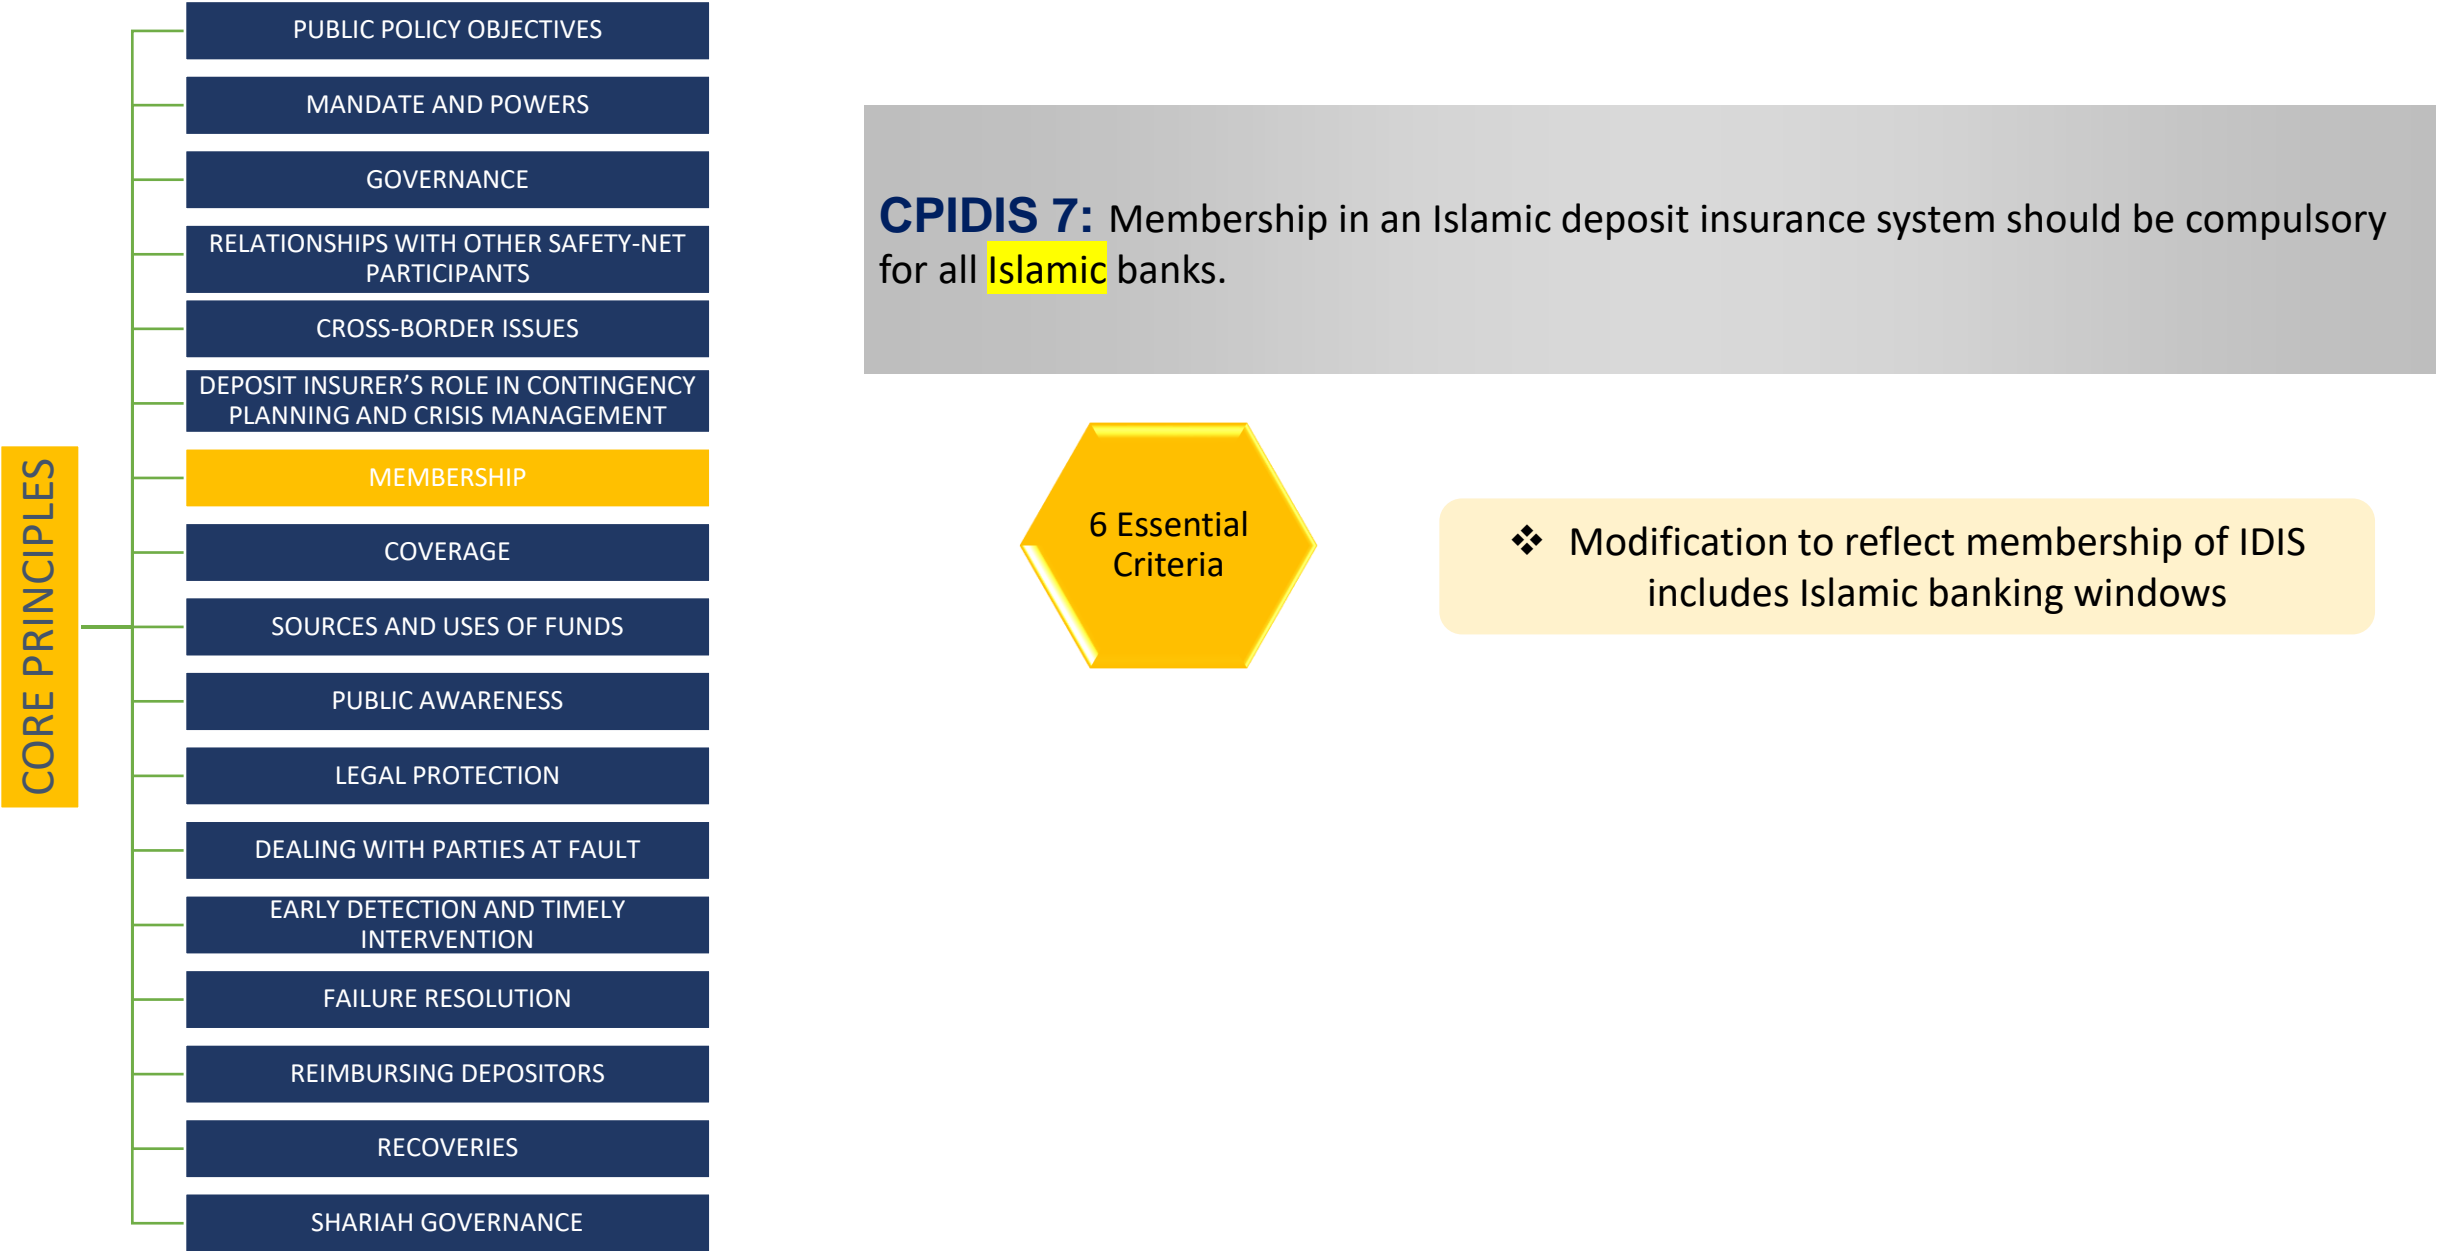 CORE PRINCIPLES
PUBLIC POLICY OBJECTIVES
MANDATE AND POWERS
GOVERNANCE
RELATIONSHIPS WITH OTHER SAFETY-NET
PARTICIPANTS
CROSS-BORDER ISSUES
DEPOSIT INSURER’S ROLE IN CONTINGENCY
PLANNING AND CRISIS MANAGEMENT
MEMBERSHIP
COVERAGE
SOURCES AND USES OF FUNDS
PUBLIC AWARENESS
LEGAL PROTECTION
DEALING WITH PARTIES AT FAULT
EARLY DETECTION AND TIMELY
INTERVENTION
FAILURE RESOLUTION
REIMBURSING DEPOSITORS
RECOVERIES
SHARIAH GOVERNANCE
CPIDIS 7: Membership in an Islamic deposit insurance system should be compulsory
for all Islamic banks.
6 Essential
Criteria
❖ Modification to reflect membership of IDIS
includes Islamic banking windows